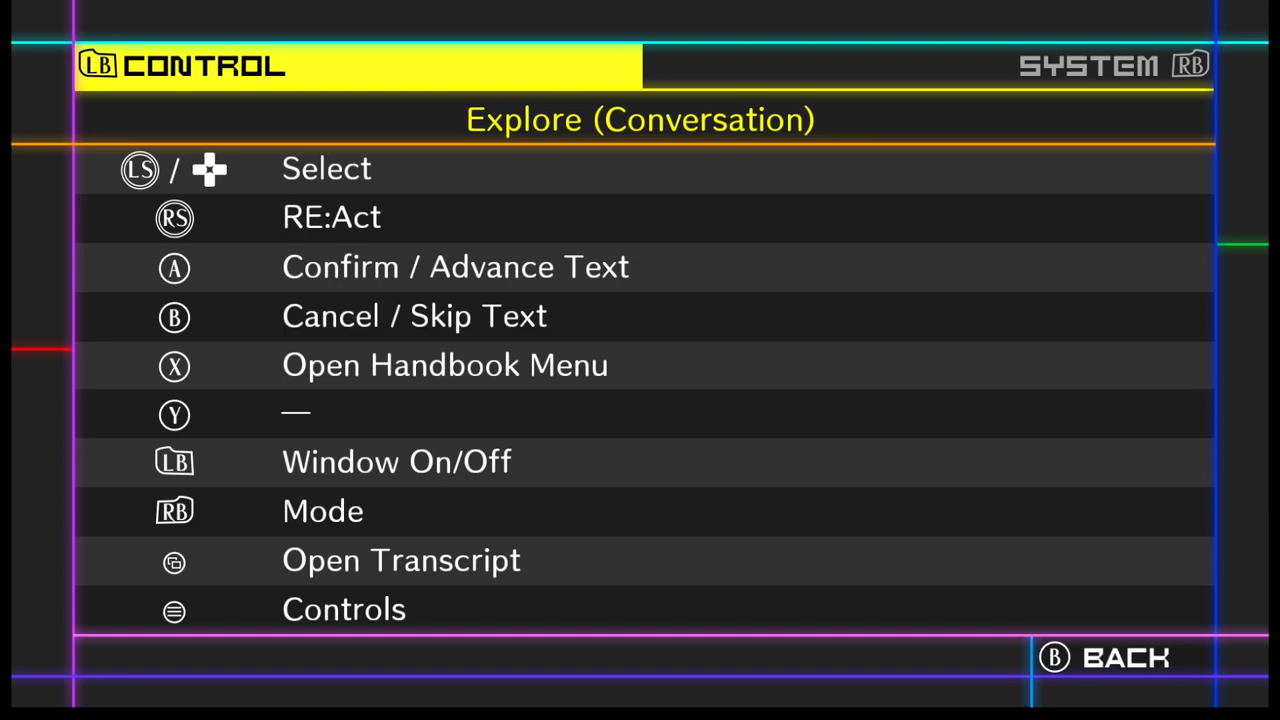 LB CONTROL SYSTEM RB
Explore (Conversation)
LS / Select
RS RE:Act
A Confirm / Advance Text
B Cancel / Skip Text
X Open Handbook Menu
Y —
LB Window On/Off
RB Mode
Open Transcript
Controls
B BACK